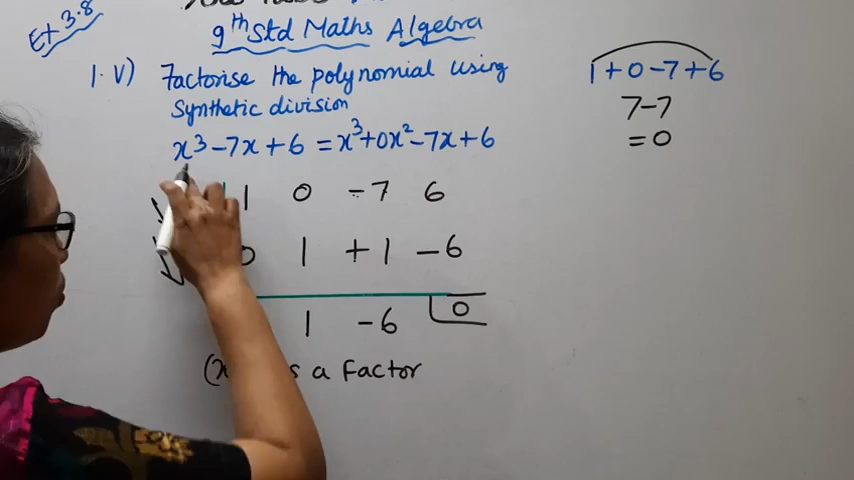 Ex 3.8
9th Std Maths Algebra
1. v) Factorise the polynomial using
Synthetic division
x³ - 7x + 6 = x³ + 0x² - 7x + 6
1 0 -7 6
0 1 +1 -6
1 -6 0
(x s a Factor
1 + 0 - 7 + 6
7 - 7
= 0